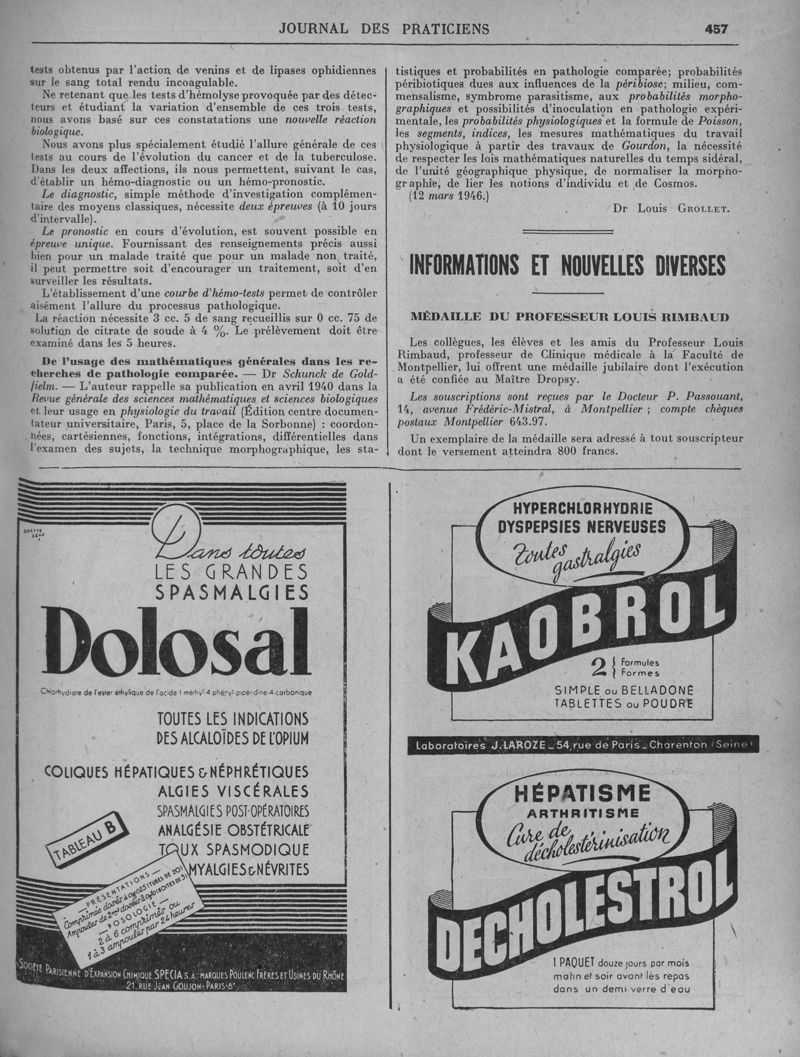 JOURNAL DES PRATICIENS 457
tests obtenus par l'action de venins et de lipases ophidiennes
sur le sang total rendu incoagulable.
Ne retenant que les tests d'hémolyse provoquée par des détec-
teurs et étudiant la variation d'ensemble de ces trois tests,
nous avons basé sur ces constatations une nouvelle réaction
biologique.
Nous avons plus spécialement étudié l'allure générale de ces
tests au cours de l'évolution du cancer et de la tuberculose.
Dans les deux affections, ils nous permettent, suivant le cas,
d'établir un hémo-diagnostic ou un hémo-pronostic.
Le diagnostic, simple méthode d'investigation complémen-
taire des moyens classiques, nécessite deux épreuves (à 10 jours
d'intervalle).
Le pronostic en cours d'évolution, est souvent possible en
épreuve unique. Fournissant des renseignements précis aussi
bien pour un malade traité que pour un malade non traité,
il peut permettre soit d'encourager un traitement, soit d'en
surveiller les résultats.
L'établissement d'une courbe d'hémo-tests permet de contrôler
aisément l'allure du processus pathologique.
La réaction nécessite 3 cc. 5 de sang recueillis sur 0 cc. 75 de
solution de citrate de soude à 4 %. Le prélèvement doit être
examiné dans les 5 heures.
De l'usage des mathématiques générales dans les re-
cherches de pathologie comparée. — Dr Schunck de Gold-
fielm. — L'auteur rappelle sa publication en avril 1940 dans la
Revue générale des sciences mathématiques et sciences biologiques
et leur usage en physiologie du travail (Édition centre documen-
tateur universitaire, Paris, 5, place de la Sorbonne) : coordon-
nées, cartésiennes, fonctions, intégrations, différentielles dans
l'examen des sujets, la technique morphographique, les sta-
tistiques et probabilités en pathologie comparée; probabilités
péribiotiques dues aux influences de la péribiose; milieu, com-
mensalisme, symbrome parasitisme, aux probabilités morpho-
graphiques et possibilités d'inoculation en pathologie expéri-
mentale, les probabilités physiologiques et la formule de Poisson,
les segments, indices, les mesures mathématiques du travail
physiologique à partir des travaux de Gourdon, la nécessité
de respecter les lois mathématiques naturelles du temps sidéral,
de l'unité géographique physique, de normaliser la morpho-
graphie, de lier les notions d'individu et de Cosmos.
(12 mars 1946.)
Dr Louis GROLLET.
INFORMATIONS ET NOUVELLES DIVERSES
MÉDAILLE DU PROFESSEUR LOUIS RIMBAUD
Les collègues, les élèves et les amis du Professeur Louis
Rimbaud, professeur de Clinique médicale à la Faculté de
Montpellier, lui offrent une médaille jubilaire dont l'exécution
a été confiée au Maître Dropsy.
Les souscriptions sont reçues par le Docteur P. Passouant,
14, avenue Frédéric-Mistral, à Montpellier ; compte chèques
postaux Montpellier 643.97.
Un exemplaire de la médaille sera adressé à tout souscripteur
dont le versement atteindra 800 francs.
Dans toutes
LES GRANDES
SPASMALGIES
Dolosal
Chlorhydrate de l'ester éthylique de l'acide 1 méthyl-4 phényl-picéridine-4-carbonique
TOUTES LES INDICATIONS
DES ALCALOÏDES DE L'OPIUM
COLIQUES HÉPATIQUES & NÉPHRÉTIQUES
ALGIES VISCÉRALES
SPASMALGIES POST-OPÉRATOIRES
ANALGÉSIE OBSTÉTRICALE
TOUX SPASMODIQUE
MYALGIES & NÉVRITES
TABLEAU B
— PRÉSENTATIONS —
— POSOLOGIE —
2 à 6 comprimés ou
1 à 3 ampoules par 24 heures
SOCIÉTÉ PARISIENNE D'EXPANSION CHIMIQUE SPECIA S.A. MARQUES POULENC FRÈRES ET USINES DU RHÔNE
21, RUE JEAN GOUJON - PARIS-8e
HYPERCHLORHYDRIE
DYSPEPSIES NERVEUSES
Toutes
gastralgies
KAOBROL
2 Formules
2 Formes
SIMPLE ou BELLADONÉ
TABLETTES ou POUDRE
Laboratoires J. LAROZE _ 54, rue de Paris _ Charenton (Seine)
HÉPATISME
ARTHRITISME
Cure de
décholestérinisation
DECHOLESTROL
1 PAQUET douze jours par mois
matin et soir avant les repas
dans un demi-verre d'eau